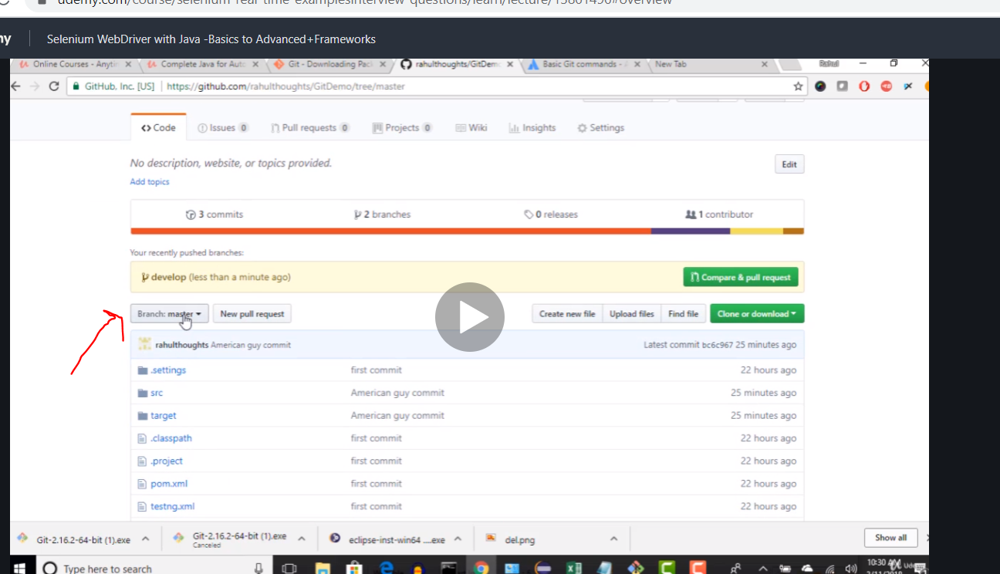 udemy.com/course/selenium-real-time-examplesinterview-questions/learn/lecture/13861490#overview
my Selenium WebDriver with Java -Basics to Advanced+Frameworks
Online Courses - Anyti Complete Java for Auto Git - Downloading Pack rahulthoughts/GitDemo Basic Git commands - New Tab
GitHub, Inc. [US] https://github.com/rahulthoughts/GitDemo/tree/master
Code Issues 0 Pull requests 0 Projects 0 Wiki Insights Settings
No description, website, or topics provided. Edit
Add topics
3 commits 2 branches 0 releases 1 contributor
Your recently pushed branches:
develop (less than a minute ago) Compare & pull request
Branch: master New pull request Create new file Upload files Find file Clone or download
rahulthoughts American guy commit Latest commit bc6c967 25 minutes ago
.settings first commit 22 hours ago
src American guy commit 25 minutes ago
target American guy commit 25 minutes ago
.classpath first commit 22 hours ago
.project first commit 22 hours ago
pom.xml first commit 22 hours ago
testng.xml first commit 22 hours ago
Git-2.16.2-64-bit (1).exe Git-2.16.2-64-bit (1).exe eclipse-inst-win64 ....exe del.png Show all
Canceled
Type here to search 10:30 AM